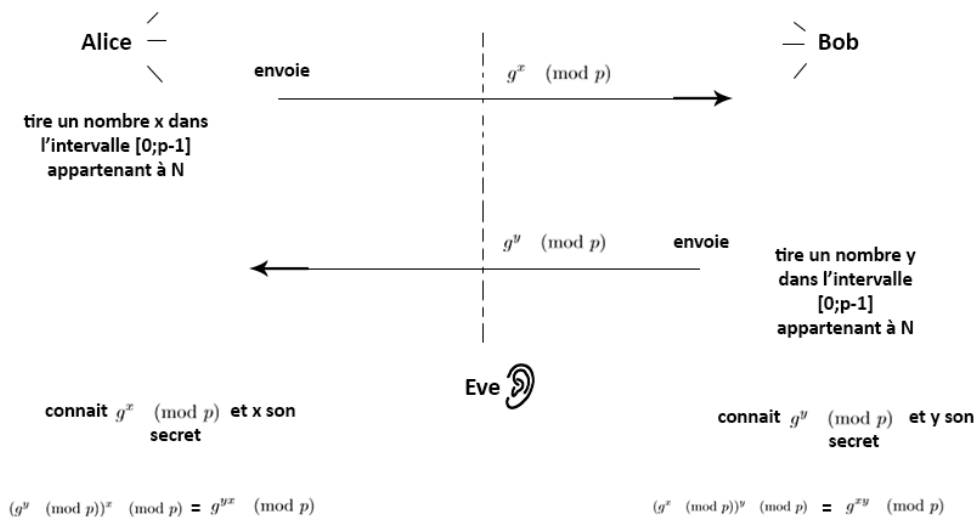 Alice
Bob
envoie
g^x (mod p)
tire un nombre x dans
l'intervalle [0;p-1]
appartenant à N
g^y (mod p)
envoie
tire un nombre y
dans l'intervalle
[0;p-1]
appartenant à N
Eve
connait g^x (mod p) et x son
secret
connait g^y (mod p) et y son
secret
(g^y (mod p))^x (mod p) = g^{yx} (mod p)
(g^x (mod p))^y (mod p) = g^{xy} (mod p)